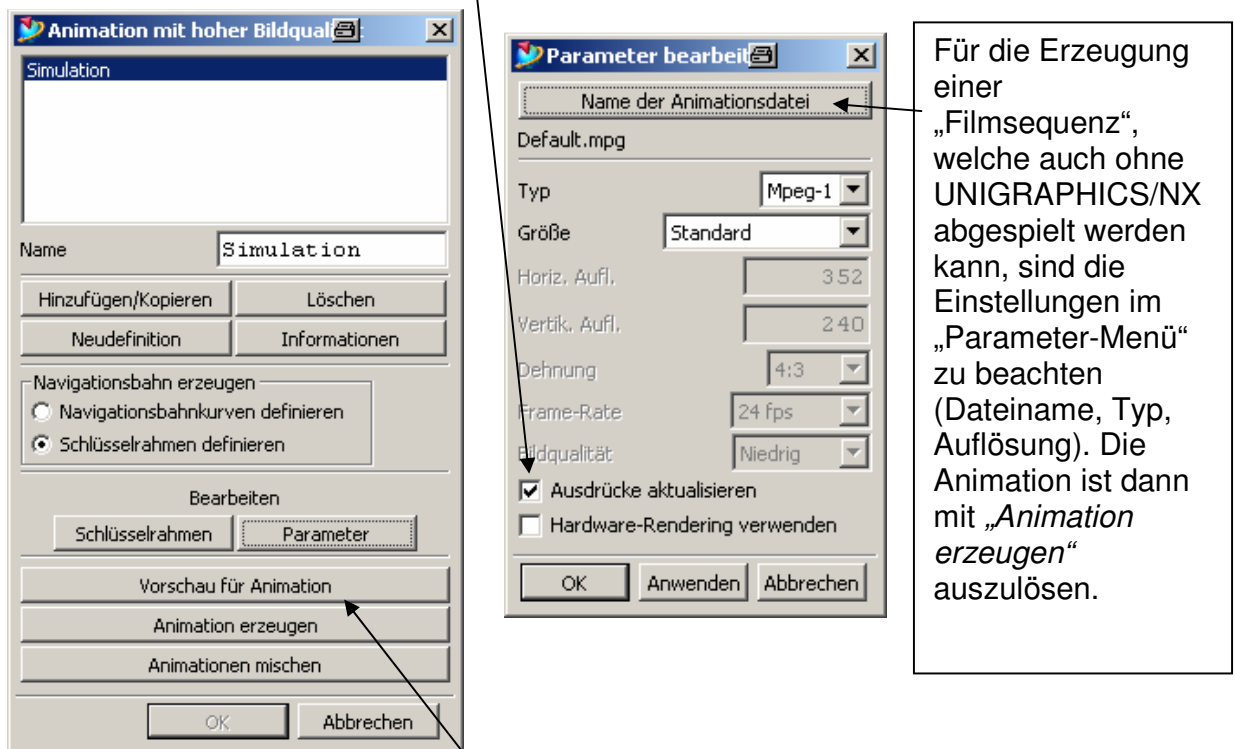 Animation mit hoher Bildquali
Simulation
Name
Simulation
Hinzufügen/Kopieren
Löschen
Neudefinition
Informationen
Navigationsbahn erzeugen
Navigationsbahnkurven definieren
Schlüsselrahmen definieren
Bearbeiten
Schlüsselrahmen
Parameter
Vorschau für Animation
Animation erzeugen
Animationen mischen
OK
Abbrechen
Parameter bearbeit
Name der Animationsdatei
Default.mpg
Typ
Mpeg-1
Größe
Standard
Horiz. Aufl.
352
Vertik. Aufl.
240
Dehnung
4:3
Frame-Rate
24 fps
Bildqualität
Niedrig
Ausdrücke aktualisieren
Hardware-Rendering verwenden
OK
Anwenden
Abbrechen
Für die Erzeugung
einer
„Filmsequenz“,
welche auch ohne
UNIGRAPHICS/NX
abgespielt werden
kann, sind die
Einstellungen im
„Parameter-Menü“
zu beachten
(Dateiname, Typ,
Auflösung). Die
Animation ist dann
mit „Animation
erzeugen“
auszulösen.